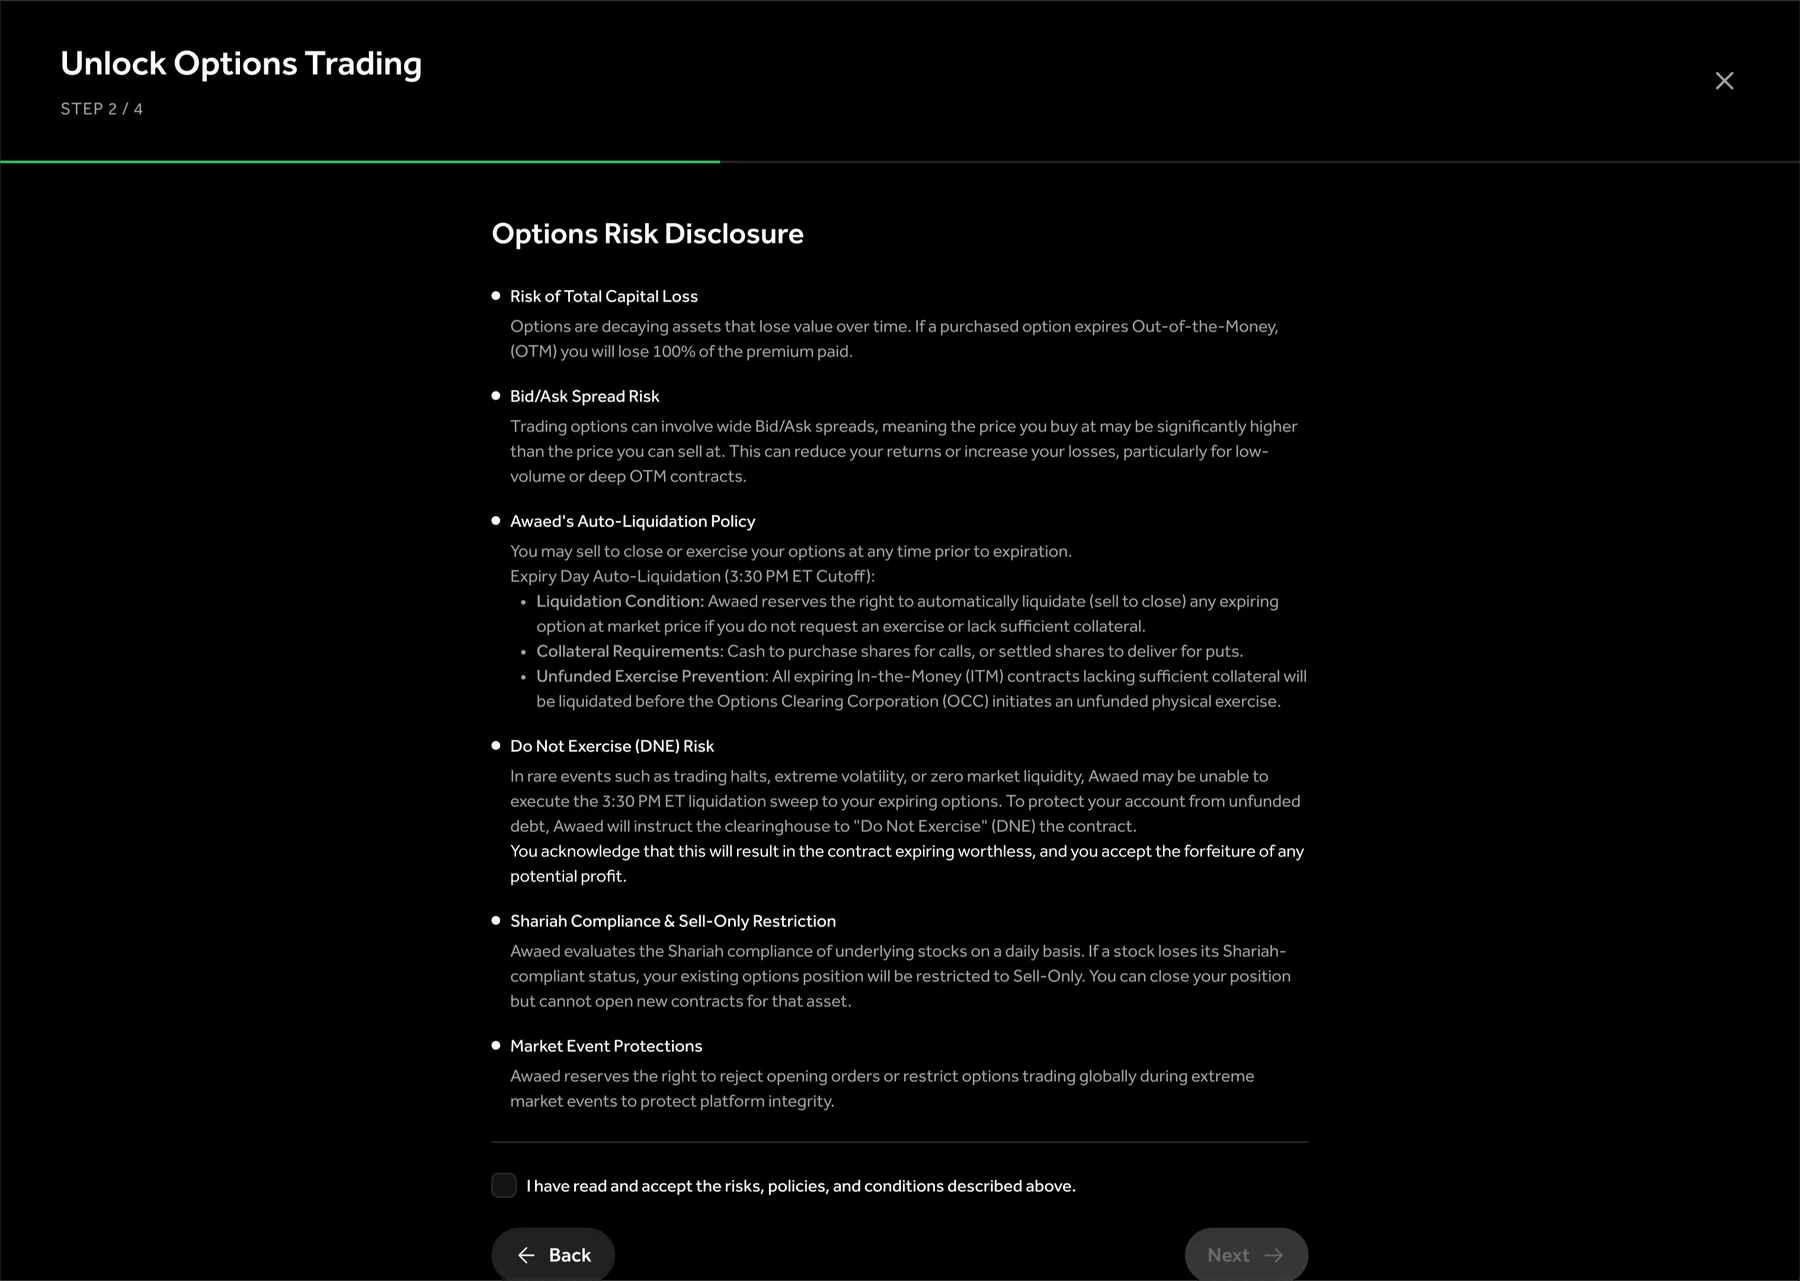 Unlock Options Trading
STEP 2 / 4
Options Risk Disclosure
Risk of Total Capital Loss
Options are decaying assets that lose value over time. If a purchased option expires Out-of-the-Money,
(OTM) you will lose 100% of the premium paid.
Bid/Ask Spread Risk
Trading options can involve wide Bid/Ask spreads, meaning the price you buy at may be significantly higher
than the price you can sell at. This can reduce your returns or increase your losses, particularly for low-
volume or deep OTM contracts.
Awaed's Auto-Liquidation Policy
You may sell to close or exercise your options at any time prior to expiration.
Expiry Day Auto-Liquidation (3:30 PM ET Cutoff):
• Liquidation Condition: Awaed reserves the right to automatically liquidate (sell to close) any expiring
option at market price if you do not request an exercise or lack sufficient collateral.
• Collateral Requirements: Cash to purchase shares for calls, or settled shares to deliver for puts.
• Unfunded Exercise Prevention: All expiring In-the-Money (ITM) contracts lacking sufficient collateral will
be liquidated before the Options Clearing Corporation (OCC) initiates an unfunded physical exercise.
Do Not Exercise (DNE) Risk
In rare events such as trading halts, extreme volatility, or zero market liquidity, Awaed may be unable to
execute the 3:30 PM ET liquidation sweep to your expiring options. To protect your account from unfunded
debt, Awaed will instruct the clearinghouse to "Do Not Exercise" (DNE) the contract.
You acknowledge that this will result in the contract expiring worthless, and you accept the forfeiture of any
potential profit.
Shariah Compliance & Sell-Only Restriction
Awaed evaluates the Shariah compliance of underlying stocks on a daily basis. If a stock loses its Shariah-
compliant status, your existing options position will be restricted to Sell-Only. You can close your position
but cannot open new contracts for that asset.
Market Event Protections
Awaed reserves the right to reject opening orders or restrict options trading globally during extreme
market events to protect platform integrity.
I have read and accept the risks, policies, and conditions described above.
Back
Next